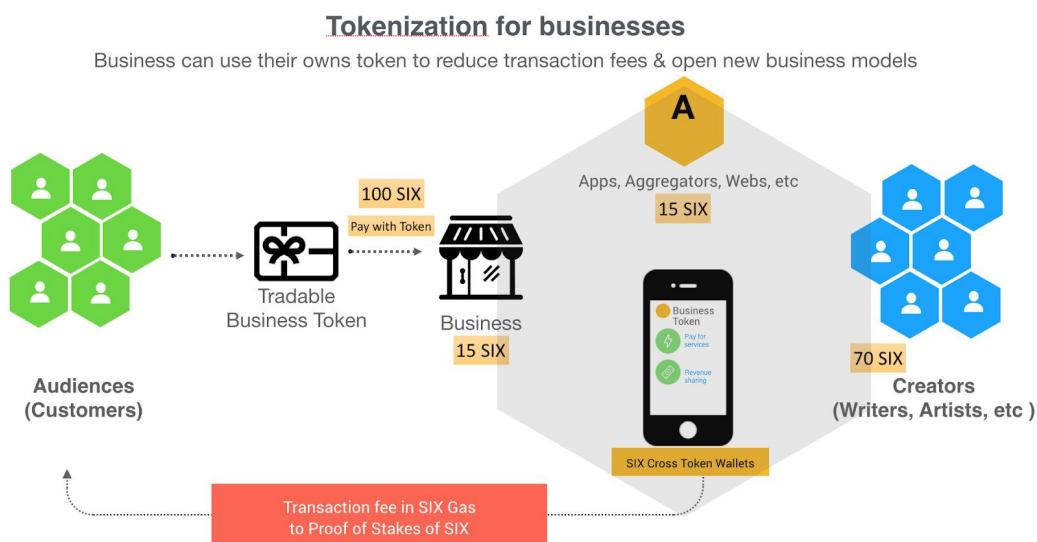 Tokenization for businesses
Business can use their owns token to reduce transaction fees & open new business models
A
Apps, Aggregators, Webs, etc
15 SIX
100 SIX
Pay with Token
Tradable
Business Token
Business
15 SIX
Business
Token
Pay for
services
Revenue
sharing
SIX Cross Token Wallets
70 SIX
Audiences
(Customers)
Creators
(Writers, Artists, etc )
Transaction fee in SIX Gas
to Proof of Stakes of SIX